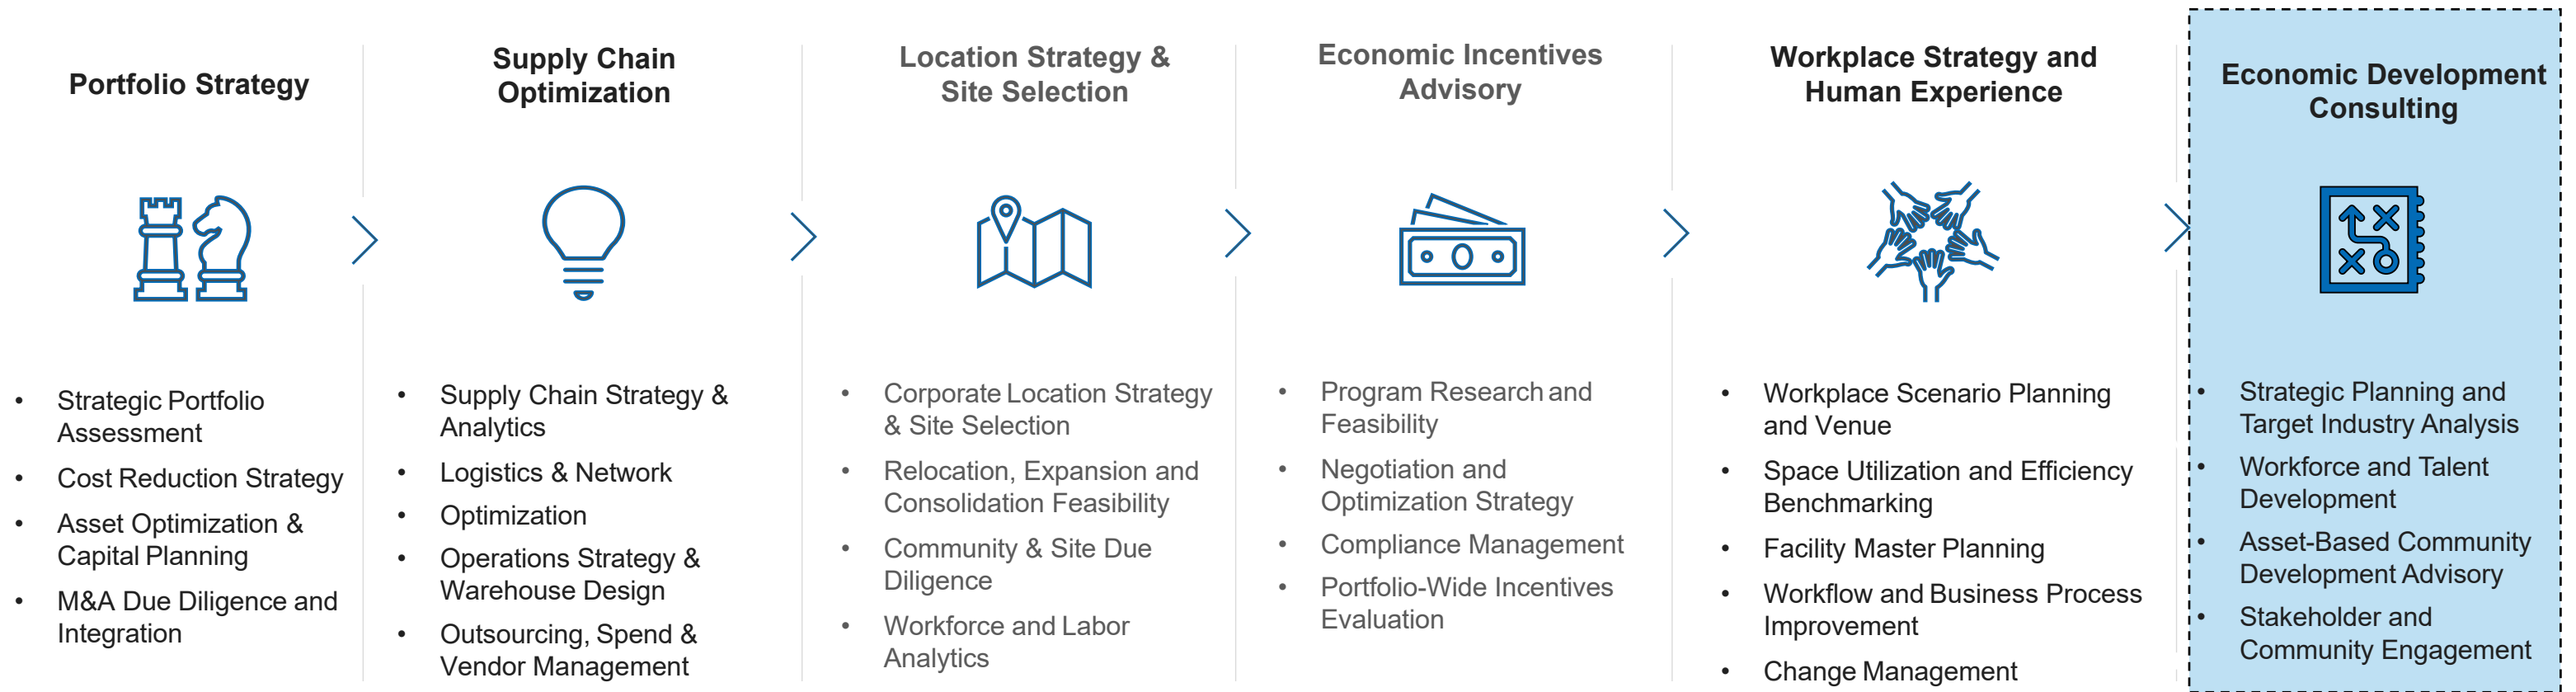 Portfolio Strategy
Supply Chain
Optimization
Location Strategy &
Site Selection
Economic Incentives
Advisory
Workplace Strategy and
Human Experience
Economic Development
Consulting
• Strategic Portfolio
Assessment
• Cost Reduction Strategy
• Asset Optimization &
Capital Planning
• M&A Due Diligence and
Integration
• Supply Chain Strategy &
Analytics
• Logistics & Network
• Optimization
• Operations Strategy &
Warehouse Design
• Outsourcing, Spend &
Vendor Management
• Corporate Location Strategy
& Site Selection
• Relocation, Expansion and
Consolidation Feasibility
• Community & Site Due
Diligence
• Workforce and Labor
Analytics
• Program Research and
Feasibility
• Negotiation and
Optimization Strategy
• Compliance Management
• Portfolio-Wide Incentives
Evaluation
• Workplace Scenario Planning
and Venue
• Space Utilization and Efficiency
Benchmarking
• Facility Master Planning
• Workflow and Business Process
Improvement
• Change Management
• Strategic Planning and
Target Industry Analysis
• Workforce and Talent
Development
• Asset-Based Community
Development Advisory
• Stakeholder and
Community Engagement